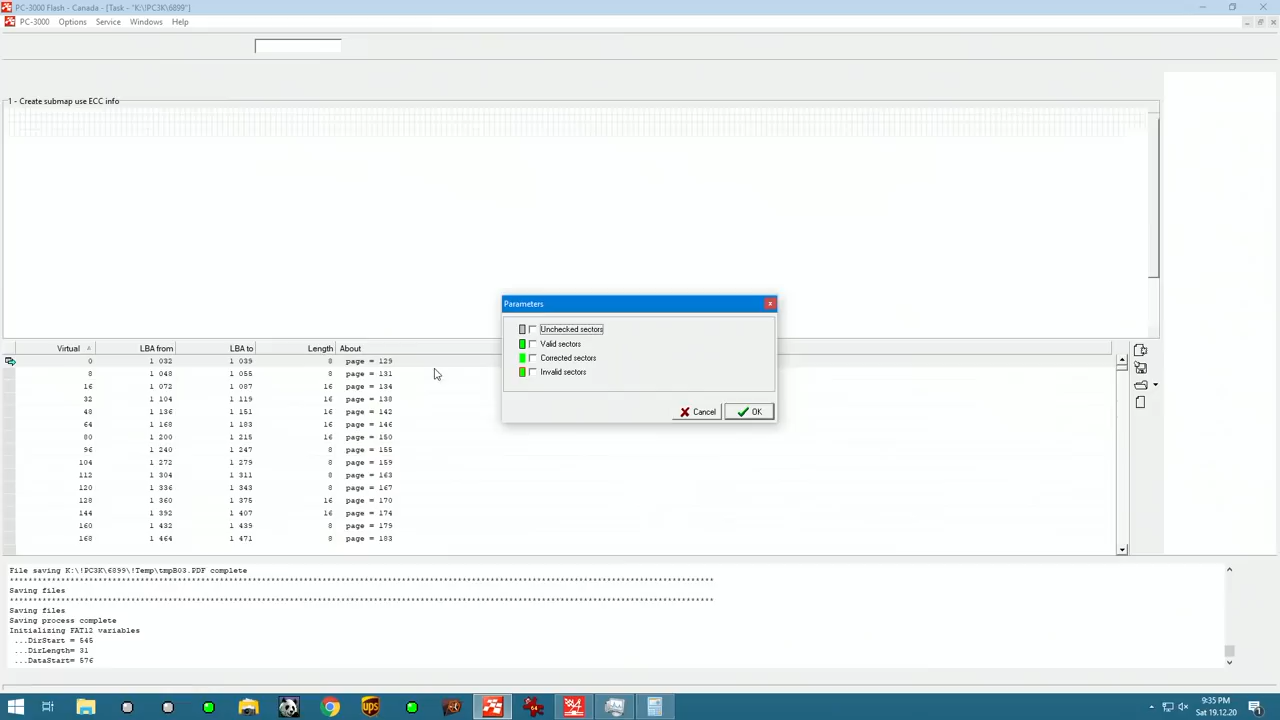 PC-3000 Flash - Canada - [Task - "K:\!PC3K\6899"]
PC-3000 Options Service Windows Help
1 - Create submap use ECC info
Parameters
Unchecked sectors
Valid sectors
Corrected sectors
Invalid sectors
Cancel OK
Virtual LBA from LBA to Length About
0 1 032 1 039 8 page = 129
8 1 048 1 055 8 page = 131
16 1 072 1 087 16 page = 134
32 1 104 1 119 16 page = 138
48 1 136 1 151 16 page = 142
64 1 168 1 183 16 page = 146
80 1 200 1 215 16 page = 150
96 1 240 1 247 8 page = 155
104 1 272 1 279 8 page = 159
112 1 304 1 311 8 page = 163
120 1 336 1 343 8 page = 167
128 1 360 1 375 16 page = 170
144 1 392 1 407 16 page = 174
160 1 432 1 439 8 page = 179
168 1 464 1 471 8 page = 183
File saving K:\!PC3K\6899\!Temp\tmpB03.PDF complete
Saving files
Saving files
Saving process complete
Initializing FAT12 variables
...DirStart = 545
...DirLength= 31
...DataStart= 576
ups
64
9:35 PM
Sat 19.12.20
1